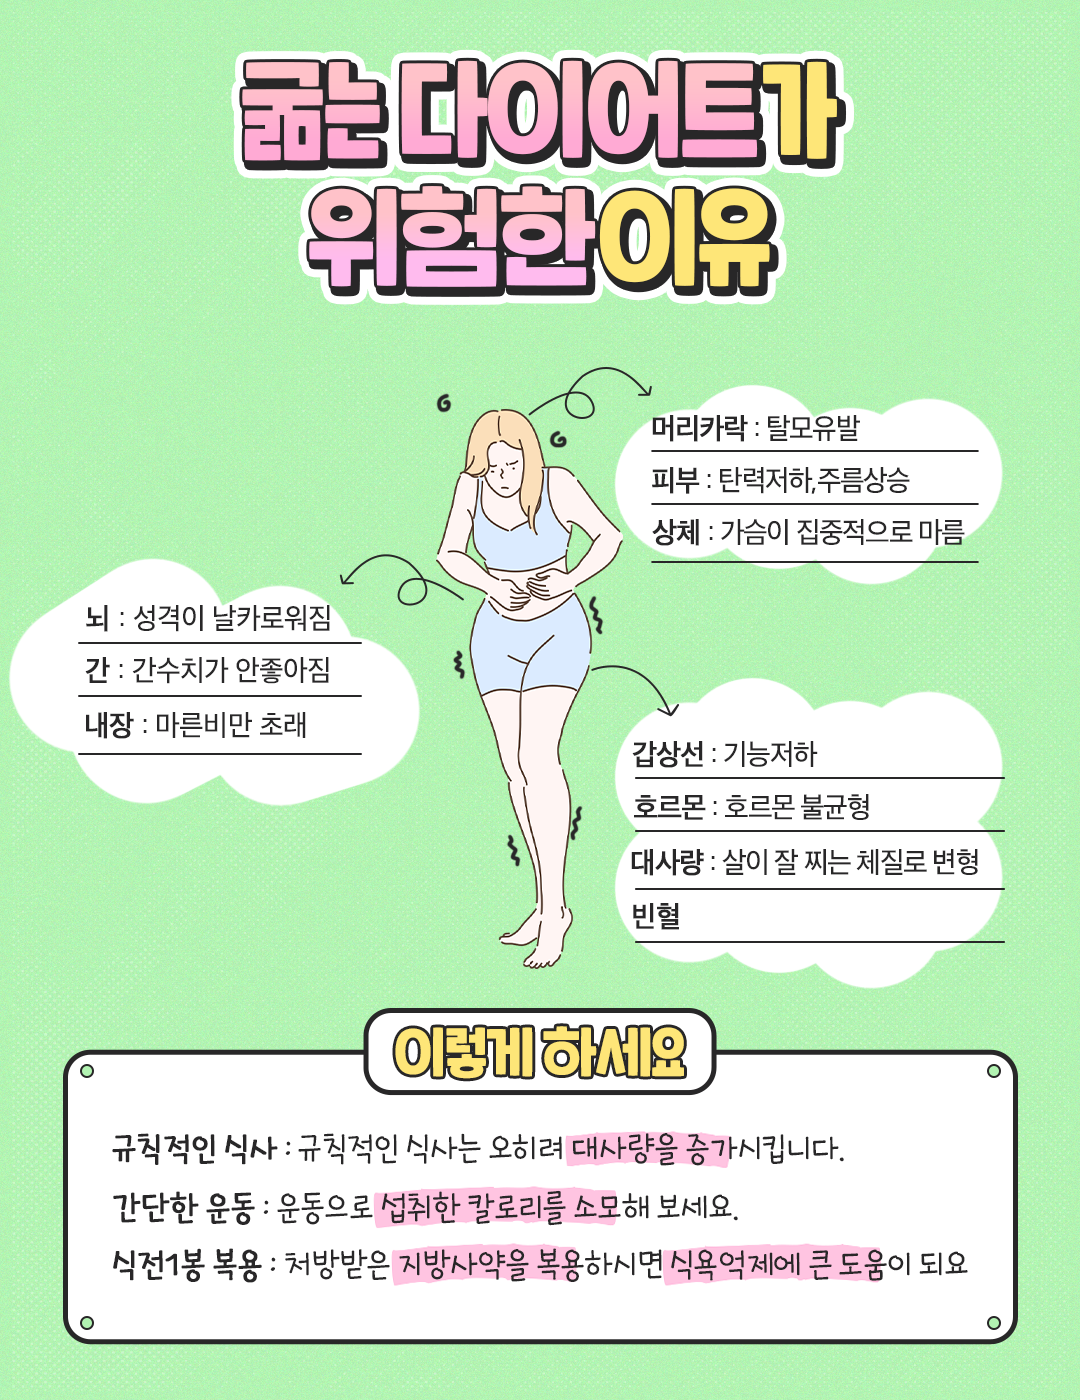 굶는 다이어트가
위험한 이유
머리카락 : 탈모유발
피부 : 탄력저하,주름상승
상체 : 가슴이 집중적으로 마름
뇌 : 성격이 날카로워짐
간 : 간수치가 안좋아짐
내장 : 마른비만 초래
갑상선 : 기능저하
호르몬 : 호르몬 불균형
대사량 : 살이 잘 찌는 체질로 변형
빈혈
이렇게 하세요
규칙적인 식사 : 규칙적인 식사는 오히려 대사량을 증가시킵니다.
간단한 운동 : 운동으로 섭취한 칼로리를 소모해 보세요.
식전1봉 복용 : 처방받은 지방사약을 복용하시면 식욕억제에 큰 도움이 되요